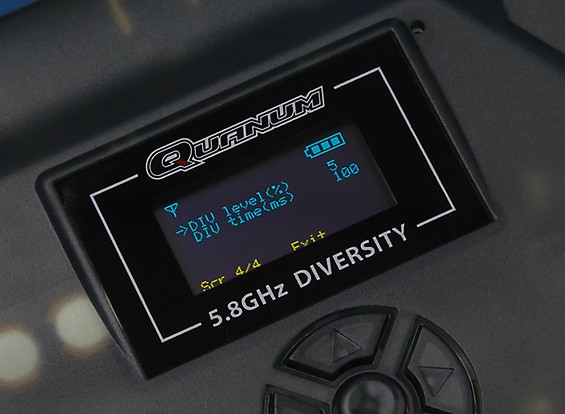 QUANUM
DIV level(%) 5
→DIV time(ms) 100
Scr 4/4 Exit
5.8GHz DIVERSITY